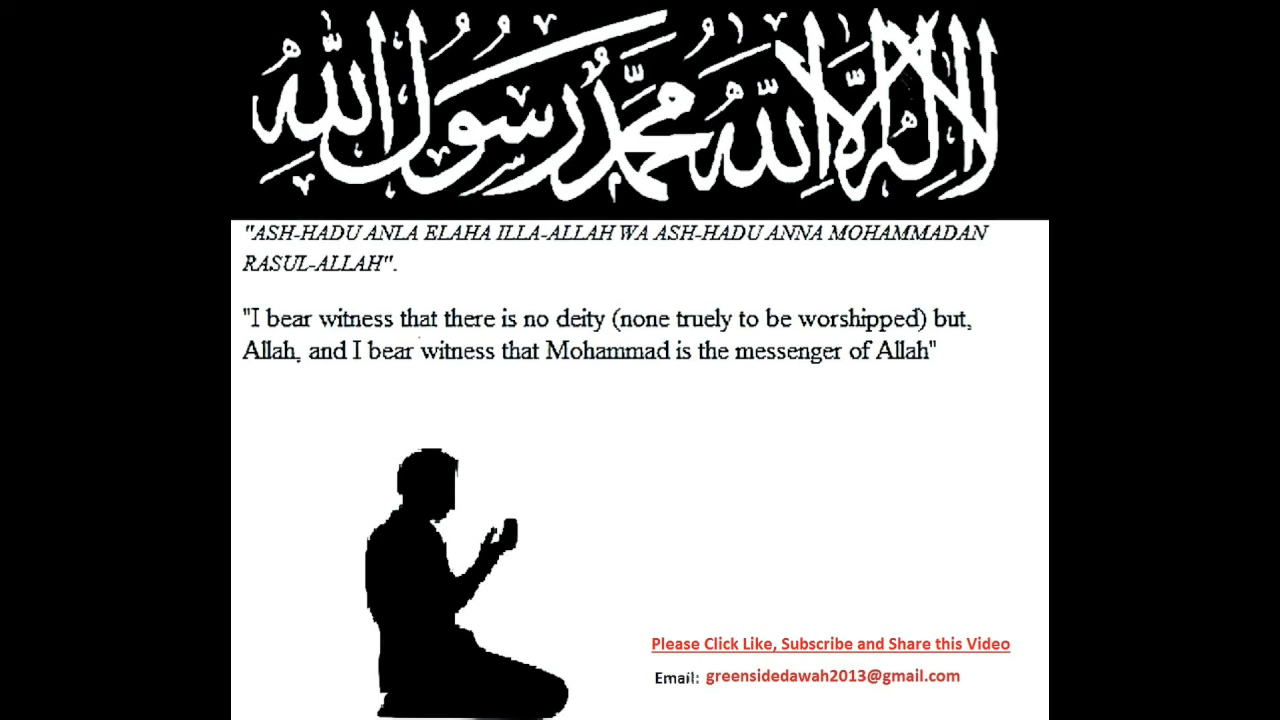 لا إله إلا الله محمد رسول الله
"ASH-HADU ANLA ELAHA ILLA-ALLAH WA ASH-HADU ANNA MOHAMMADAN
RASUL-ALLAH".
"I bear witness that there is no deity (none truely to be worshipped) but,
Allah, and I bear witness that Mohammad is the messenger of Allah"
Please Click Like, Subscribe and Share this Video
Email: greensidedawah2013@gmail.com